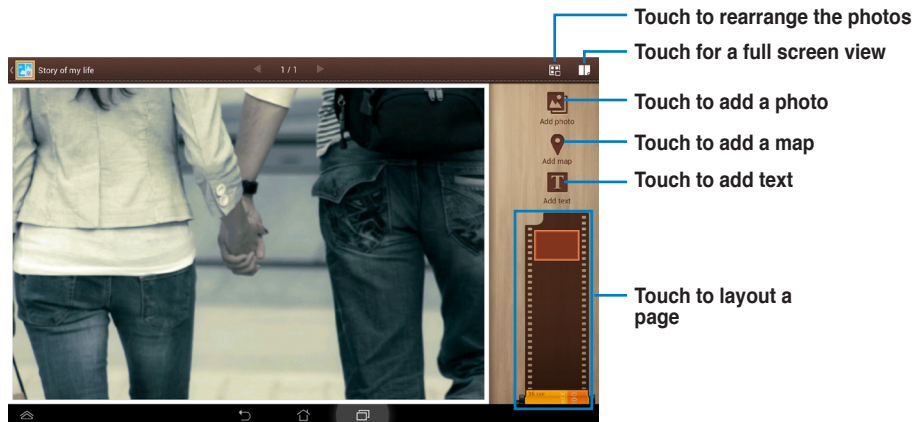 Touch to rearrange the photos
Touch for a full screen view
Story of my life
1 / 1
Touch to add a photo
Add photo
Touch to add a map
Add map
Touch to add text
T
Add text
Touch to layout a
page